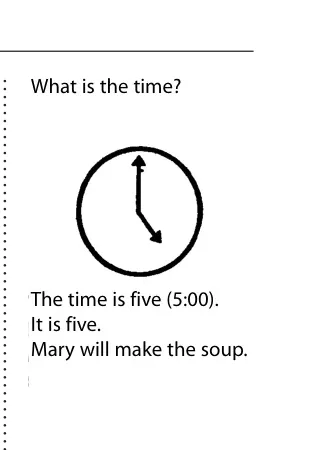 What is the time?
The time is five (5:00).
It is five.
Mary will make the soup.